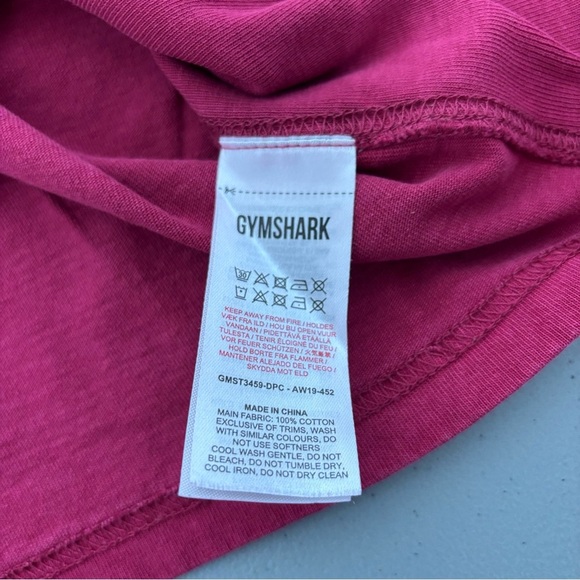 GYMSHARK
30
KEEP AWAY FROM FIRE / HOLDES
VÆK FRA ILD / HOU BIJ OPEN VUUR
VANDAAN / PIDETTÄVÄ ETÄÄLLÄ
TULESTA / TENIR ÉLOIGNÉ DU FEU /
VOR FEUER SCHÜTZEN /
HOLD BORTE FRA FLAMMER /
MANTENER ALEJADO DEL FUEGO /
SKYDDA MOT ELD
GMST3459-DPC - AW19-452
MADE IN CHINA
MAIN FABRIC: 100% COTTON
EXCLUSIVE OF TRIMS, WASH
WITH SIMILAR COLOURS, DO
NOT USE SOFTNERS
COOL WASH GENTLE, DO NOT
BLEACH, DO NOT TUMBLE DRY,
COOL IRON, DO NOT DRY CLEAN